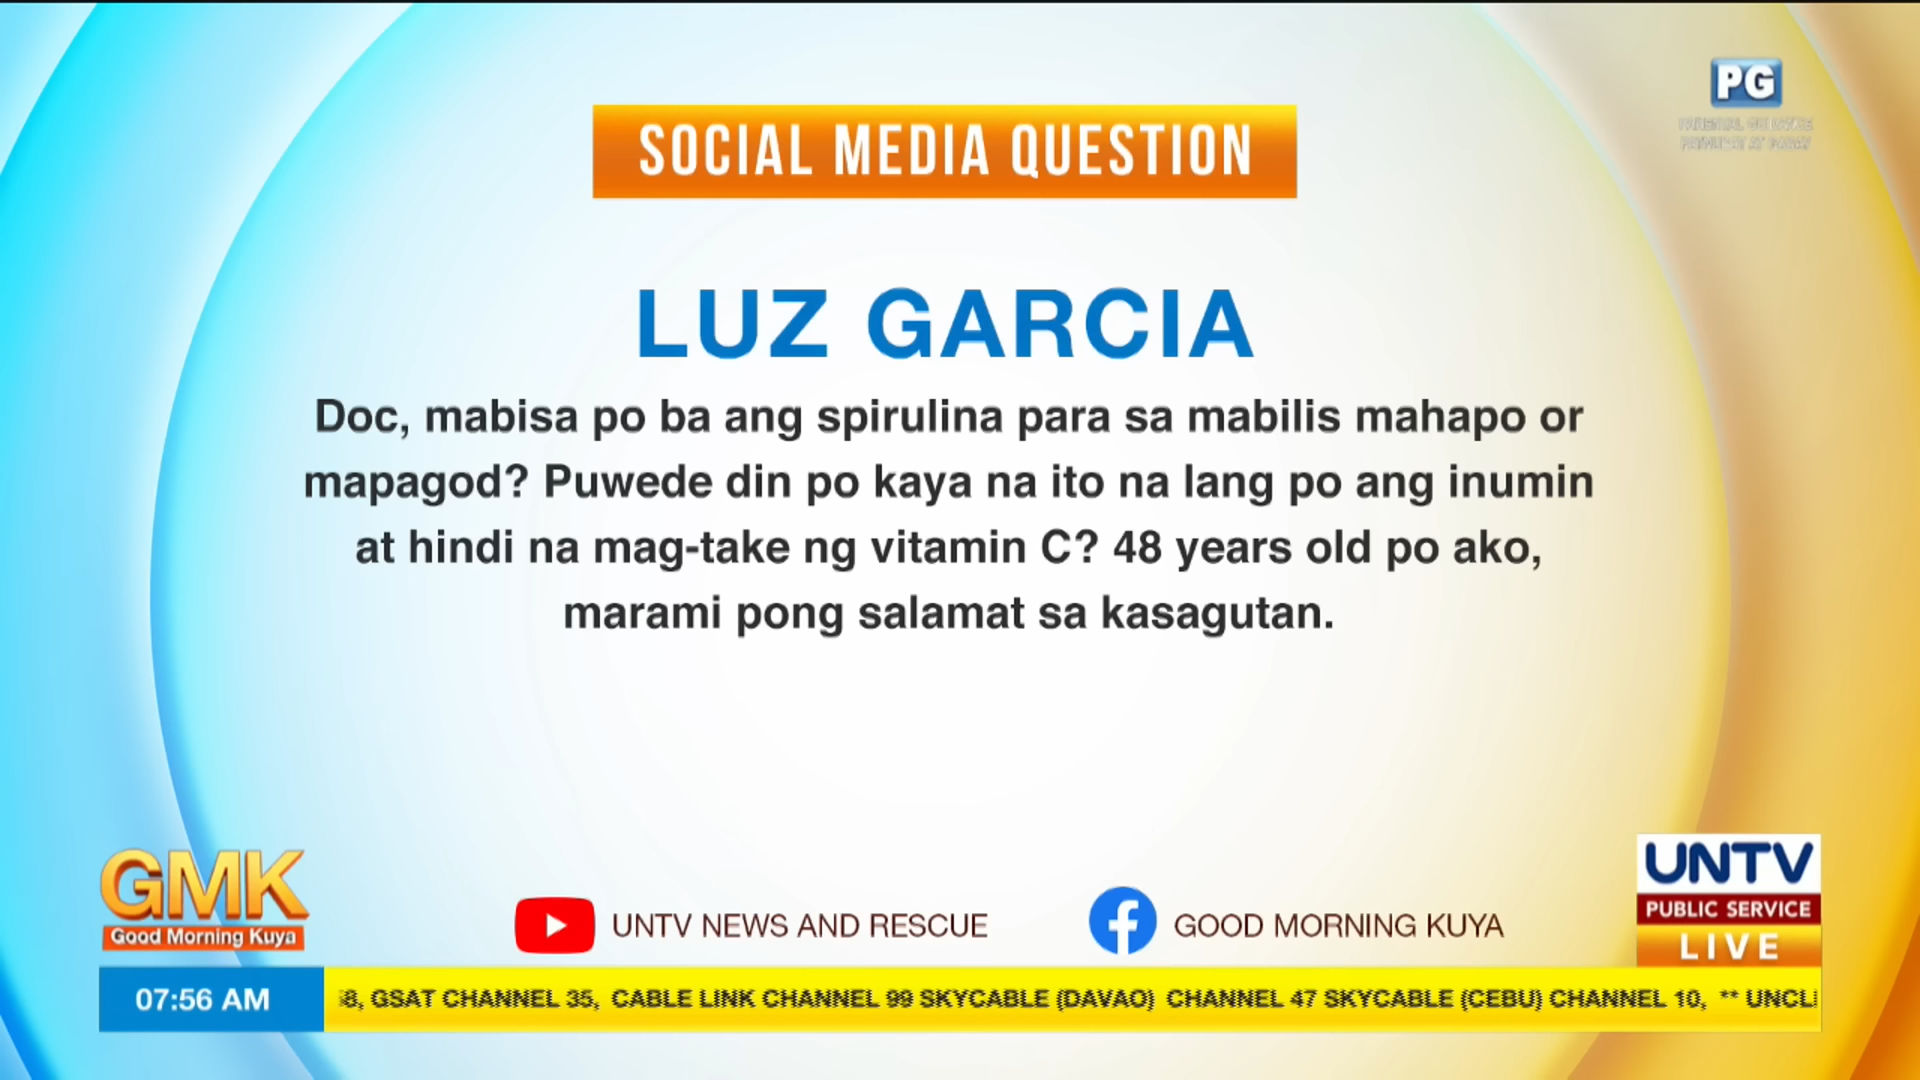 PG
SOCIAL MEDIA QUESTION
LUZ GARCIA
Doc, mabisa po ba ang spirulina para sa mabilis mahapo or
mapagod? Puwede din po kaya na ito na lang po ang inumin
at hindi na mag-take ng vitamin C? 48 years old po ako,
marami pong salamat sa kasagutan.
GMK
Good Morning Kuya
UNTV NEWS AND RESCUE
GOOD MORNING KUYA
UNTV
PUBLIC SERVICE
LIVE
07:56 AM
8, GSAT CHANNEL 35, CABLE LINK CHANNEL 99 SKYCABLE (DAVAO) CHANNEL 47 SKYCABLE (CEBU) CHANNEL 10, ** UNCL